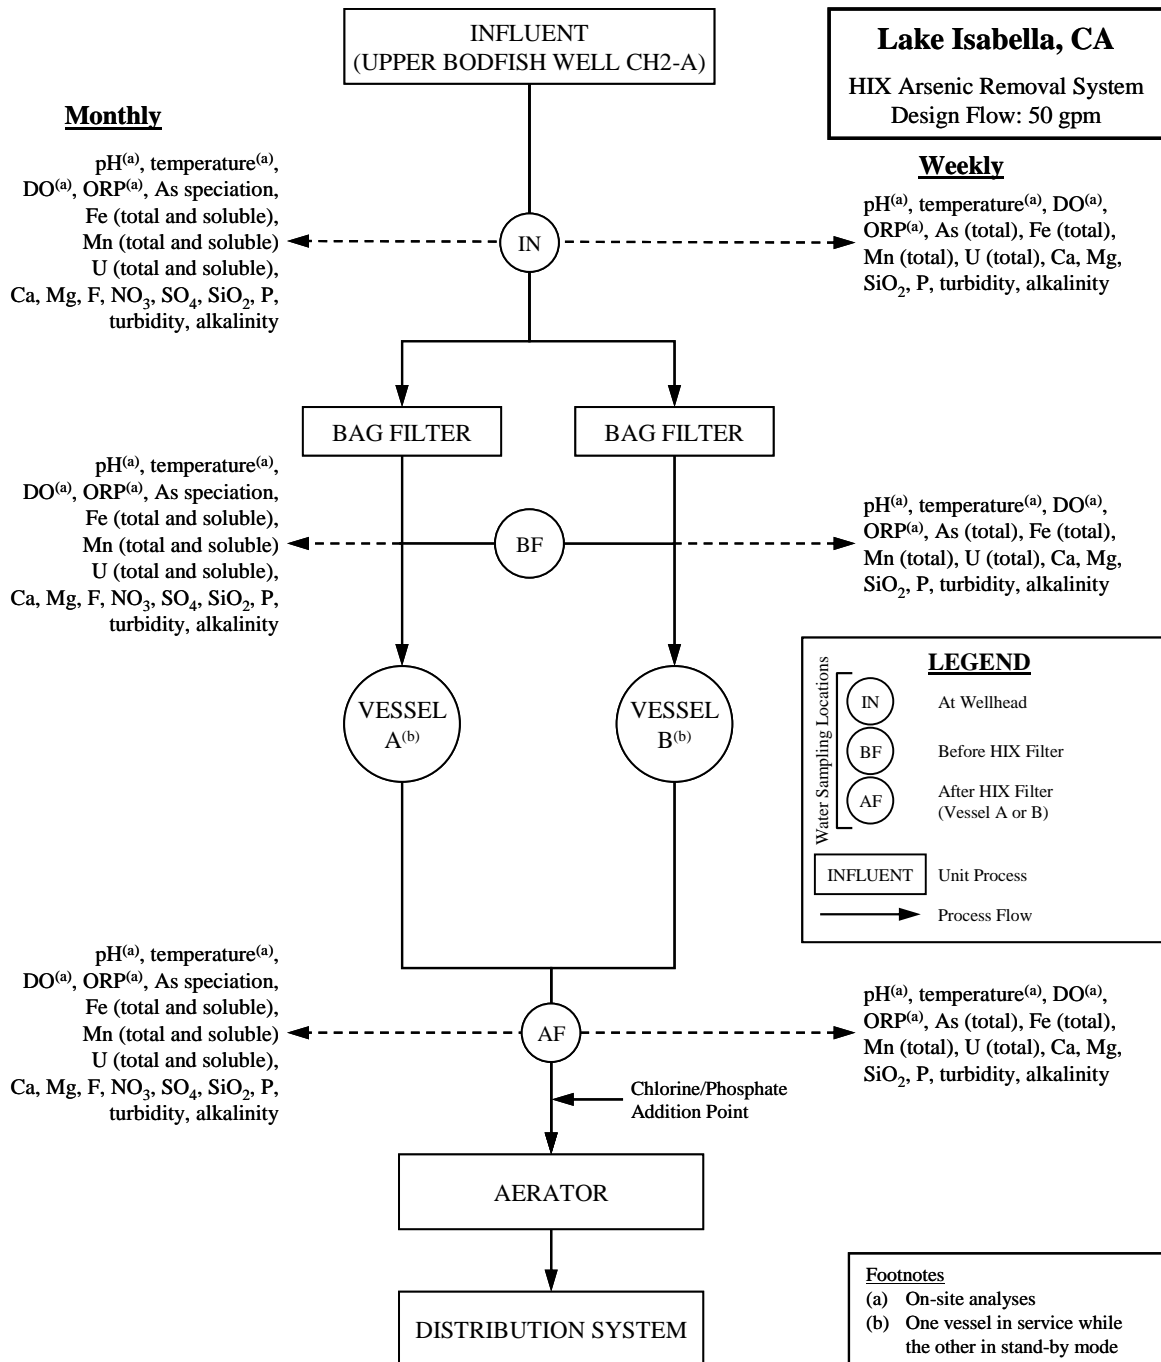 INFLUENT
(UPPER BODFISH WELL CH2-A)
Lake Isabella, CA
HIX Arsenic Removal System
Design Flow: 50 gpm
Monthly
pH(a), temperature(a),
DO(a), ORP(a), As speciation,
Fe (total and soluble),
Mn (total and soluble)
U (total and soluble),
Ca, Mg, F, NO3, SO4, SiO2, P,
turbidity, alkalinity
IN
Weekly
pH(a), temperature(a), DO(a),
ORP(a), As (total), Fe (total),
Mn (total), U (total), Ca, Mg,
SiO2, P, turbidity, alkalinity
BAG FILTER
BAG FILTER
pH(a), temperature(a),
DO(a), ORP(a), As speciation,
Fe (total and soluble),
Mn (total and soluble)
U (total and soluble),
Ca, Mg, F, NO3, SO4, SiO2, P,
turbidity, alkalinity
BF
pH(a), temperature(a), DO(a),
ORP(a), As (total), Fe (total),
Mn (total), U (total), Ca, Mg,
SiO2, P, turbidity, alkalinity
VESSEL
A(b)
VESSEL
B(b)
LEGEND
Water Sampling Locations
IN
At Wellhead
BF
Before HIX Filter
AF
After HIX Filter
(Vessel A or B)
INFLUENT
Unit Process
Process Flow
pH(a), temperature(a),
DO(a), ORP(a), As speciation,
Fe (total and soluble),
Mn (total and soluble)
U (total and soluble),
Ca, Mg, F, NO3, SO4, SiO2, P,
turbidity, alkalinity
AF
pH(a), temperature(a), DO(a),
ORP(a), As (total), Fe (total),
Mn (total), U (total), Ca, Mg,
SiO2, P, turbidity, alkalinity
Chlorine/Phosphate
Addition Point
AERATOR
DISTRIBUTION SYSTEM
Footnotes
(a) On-site analyses
(b) One vessel in service while
the other in stand-by mode